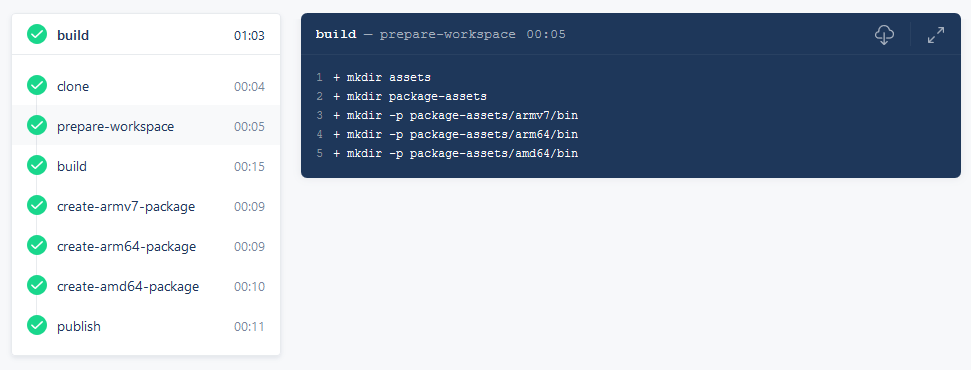 build 01:03
clone 00:04
prepare-workspace 00:05
build 00:15
create-armv7-package 00:09
create-arm64-package 00:09
create-amd64-package 00:10
publish 00:11
build — prepare-workspace 00:05
1 + mkdir assets
2 + mkdir package-assets
3 + mkdir -p package-assets/armv7/bin
4 + mkdir -p package-assets/arm64/bin
5 + mkdir -p package-assets/amd64/bin